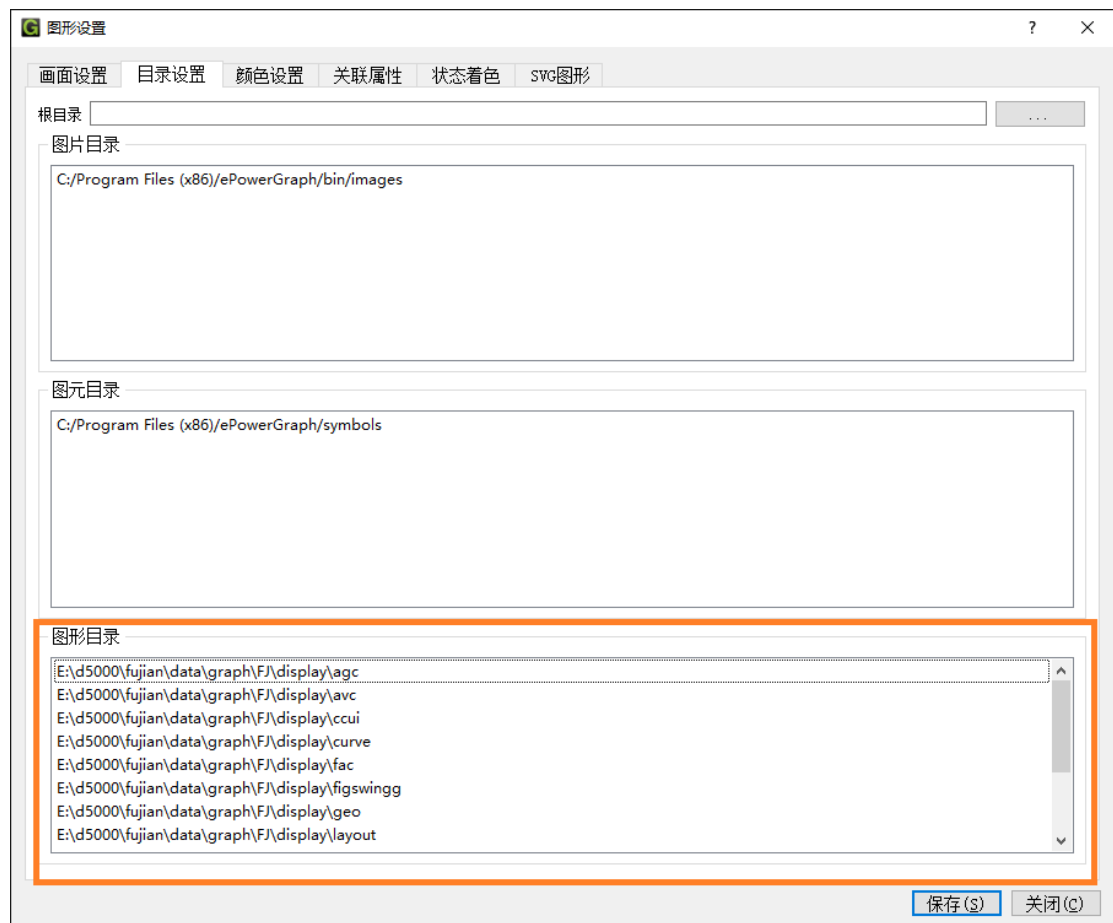 图形设置
画面设置 目录设置 颜色设置 关联属性 状态着色 SVG图形
根目录 ...
图片目录
C:/Program Files (x86)/ePowerGraph/bin/images
图元目录
C:/Program Files (x86)/ePowerGraph/symbols
图形目录
E:\d5000\fujian\data\graph\FJ\display\agc
E:\d5000\fujian\data\graph\FJ\display\avc
E:\d5000\fujian\data\graph\FJ\display\ccui
E:\d5000\fujian\data\graph\FJ\display\curve
E:\d5000\fujian\data\graph\FJ\display\fac
E:\d5000\fujian\data\graph\FJ\display\figswingg
E:\d5000\fujian\data\graph\FJ\display\geo
E:\d5000\fujian\data\graph\FJ\display\layout
保存(S) 关闭(C)